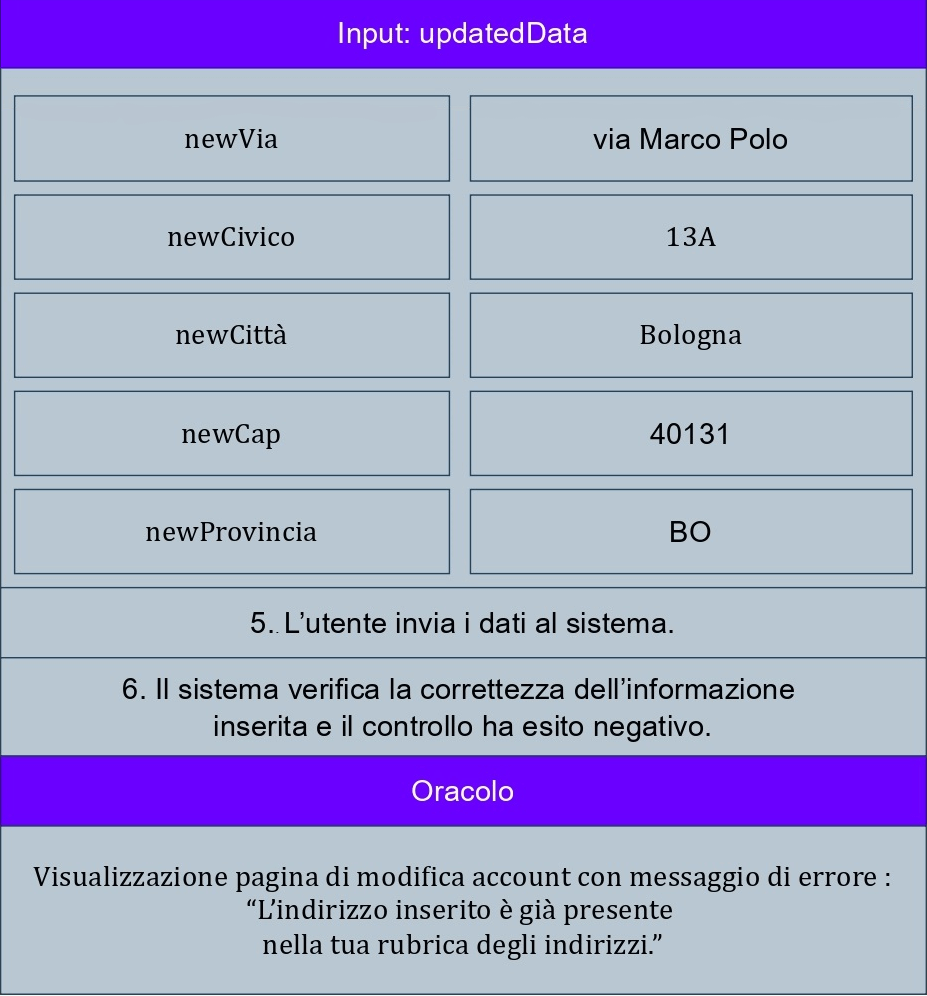 Input: updatedData
newVia
via Marco Polo
newCivico
13A
newCittà
Bologna
newCap
40131
newProvincia
BO
5.. L’utente invia i dati al sistema.
6. Il sistema verifica la correttezza dell’informazione
inserita e il controllo ha esito negativo.
Oracolo
Visualizzazione pagina di modifica account con messaggio di errore :
“L’indirizzo inserito è già presente
nella tua rubrica degli indirizzi.”